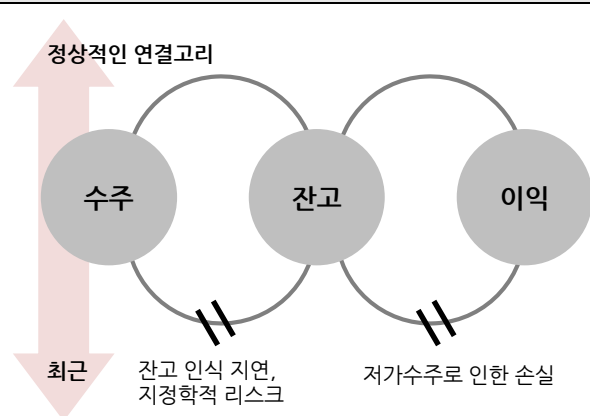 정상적인 연결고리
수주
잔고
이익
최근
잔고 인식 지연,
지정학적 리스크
저가수주로 인한 손실